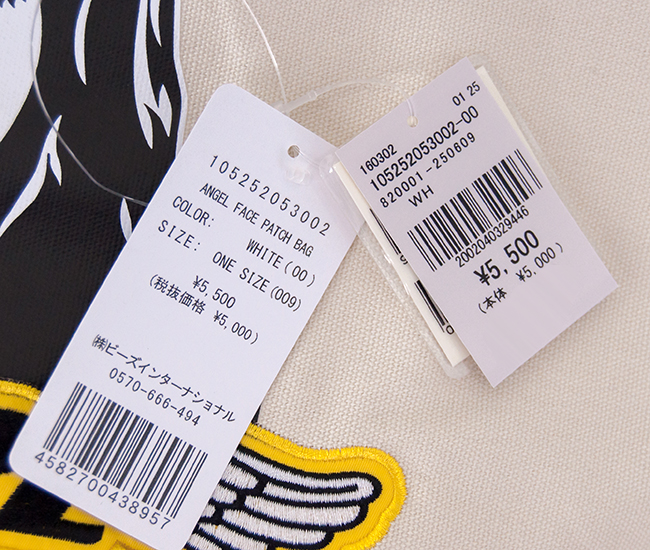 105252053002
ANGEL FACE PATCH BAG
COLOR: WHITE(00)
SIZE: ONE SIZE(009)
¥5,500
(税抜価格 ¥5,000)
㈱ビーズインターナショナル
0570-666-494
4582700438957
01 25
160302
105252053002-00
820001-250609
WH
2002040329446
¥5,500
(本体 ¥5,000)